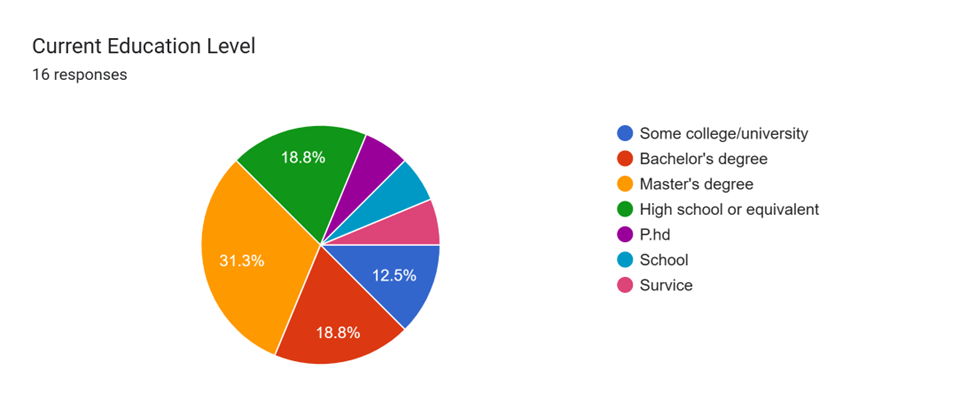 Current Education Level
16 responses
18.8%
31.3%
12.5%
18.8%
Some college/university
Bachelor's degree
Master's degree
High school or equivalent
P.hd
School
Survice